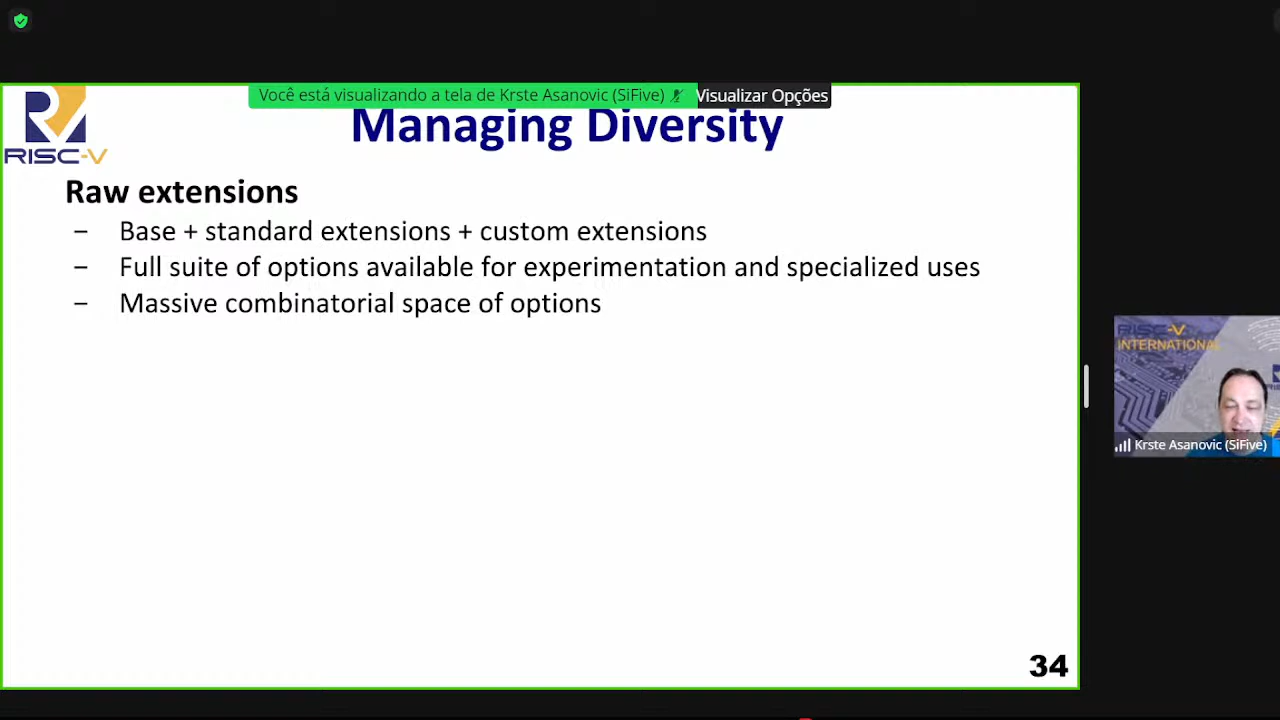 Você está visualizando a tela de Krste Asanovic (SiFive)
Visualizar Opções
RISC-V
Managing Diversity
Raw extensions
– Base + standard extensions + custom extensions
– Full suite of options available for experimentation and specialized uses
– Massive combinatorial space of options
34
RISC-V
INTERNATIONAL
Krste Asanovic (SiFive)